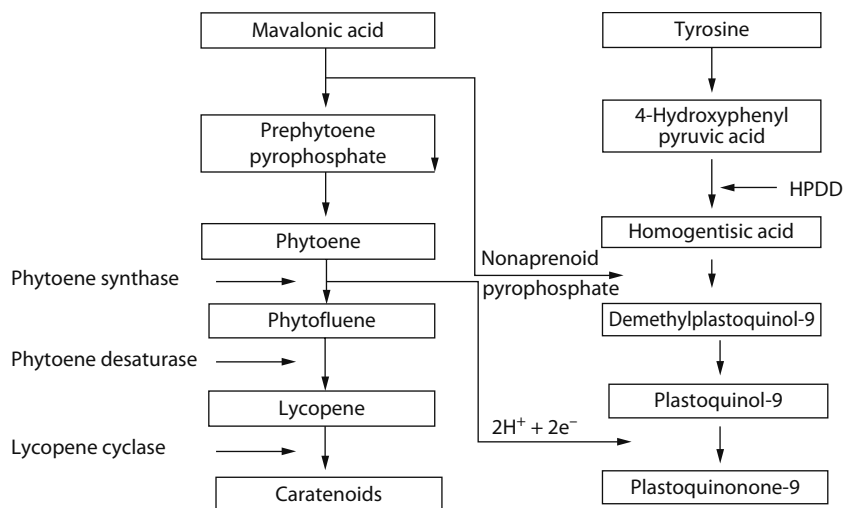 Mavalonic acid
Tyrosine
Prephytoene
pyrophosphate
4-Hydroxyphenyl
pyruvic acid
HPDD
Phytoene
Homogentisic acid
Nonaprenoid
pyrophosphate
Phytoene synthase
Phytofluene
Demethylplastoquinol-9
Phytoene desaturase
Lycopene
Plastoquinol-9
2H⁺ + 2e⁻
Lycopene cyclase
Caratenoids
Plastoquinonone-9